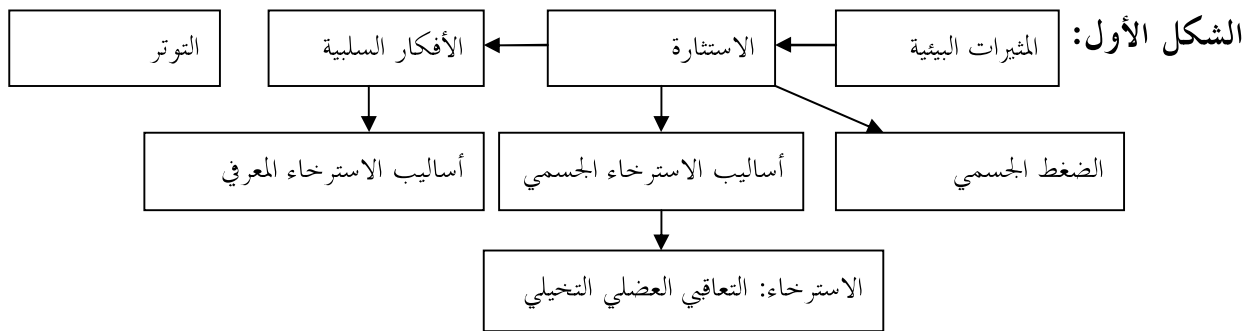 الشكل الأول:
المثيرات البيئية
الاستثارة
الأفكار السلبية
التوتر
الضغط الجسمي
أساليب الاسترخاء الجسمي
أساليب الاسترخاء المعرفي
الاسترخاء: التعاقبي العضلي التخيلي